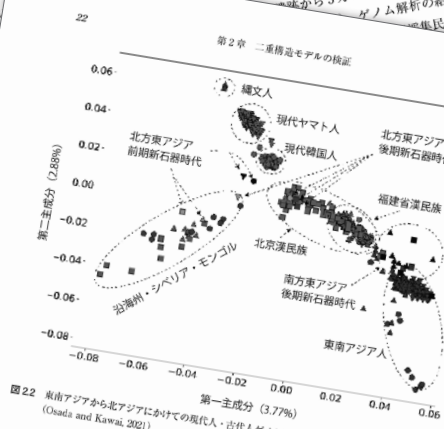 跡から5
ゲノム解析の
22
第2章　二重構造モデルの検証
縄文人
現代ヤマト人
現代韓国人
北方東アジア
前期新石器時代
北方東アジ
後期新石器時
福建省漢民族
北京漢民族
南方東アジア
後期新石器時代
東南アジア人
沿海州・シベリア・モンゴル
第二主成分（2.88%）
0.06
0.04
0.02
0.00
−0.02
−0.04
−0.06
−0.08
−0.08
−0.06
−0.04
−0.02
0.00
0.02
0.04
0.06
第一主成分（3.77%）
図2.2　東南アジアから北アジアにかけての現代人・古代人
(Osada and Kawai, 2021)